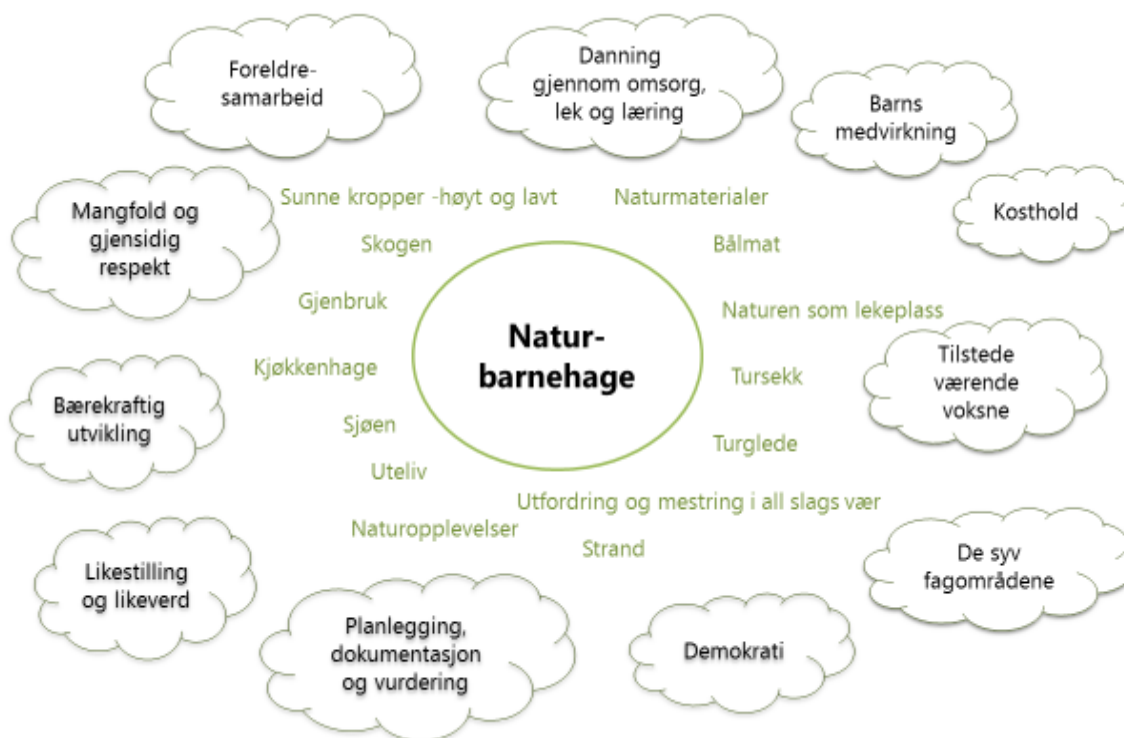 Foreldre-
samarbeid
Danning
gjennom omsorg,
lek og læring
Barns
medvirkning
Mangfold og
gjensidig
respekt
Sunne kropper -høyt og lavt
Naturmaterialer
Kosthold
Skogen
Bålmat
Gjenbruk
Naturen som lekeplass
Natur-
barnehage
Kjøkkenhage
Tursekk
Tilstede
værende
voksne
Bærekraftig
utvikling
Sjøen
Turglede
Uteliv
Utfordring og mestring i all slags vær
Naturopplevelser
Strand
De syv
fagområdene
Likestilling
og likeverd
Planlegging,
dokumentasjon
og vurdering
Demokrati